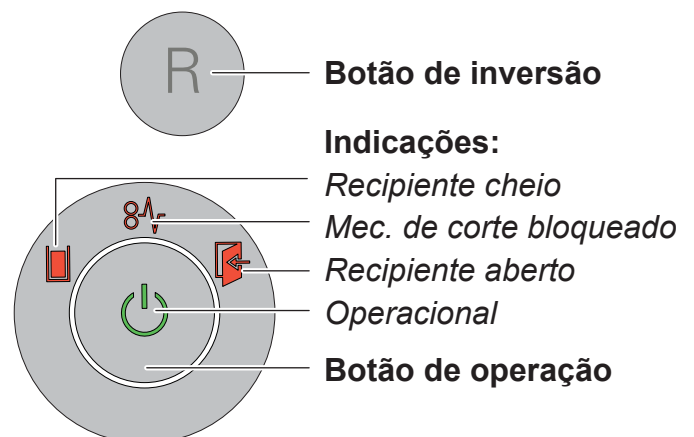 R
Botão de inversão
Indicações:
Recipiente cheio
Mec. de corte bloqueado
Recipiente aberto
Operacional
Botão de operação